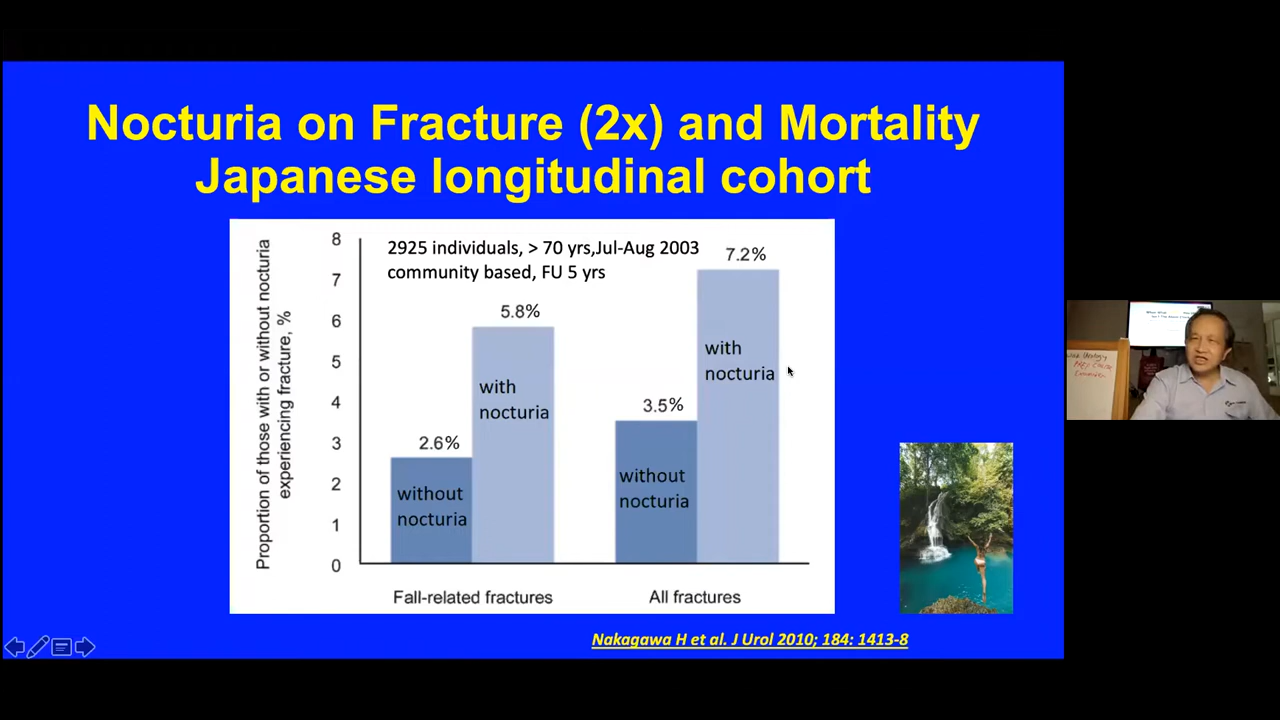 Nocturia on Fracture (2x) and Mortality
Japanese longitudinal cohort
Proportion of those with or without nocturia
experiencing fracture, %
8
7
6
5
4
3
2
1
0
2925 individuals, > 70 yrs,Jul-Aug 2003
community based, FU 5 yrs
2.6%
without
nocturia
5.8%
with
nocturia
3.5%
without
nocturia
7.2%
with
nocturia
Fall-related fractures
All fractures
Nakagawa H et al. J Urol 2010; 184: 1413-8